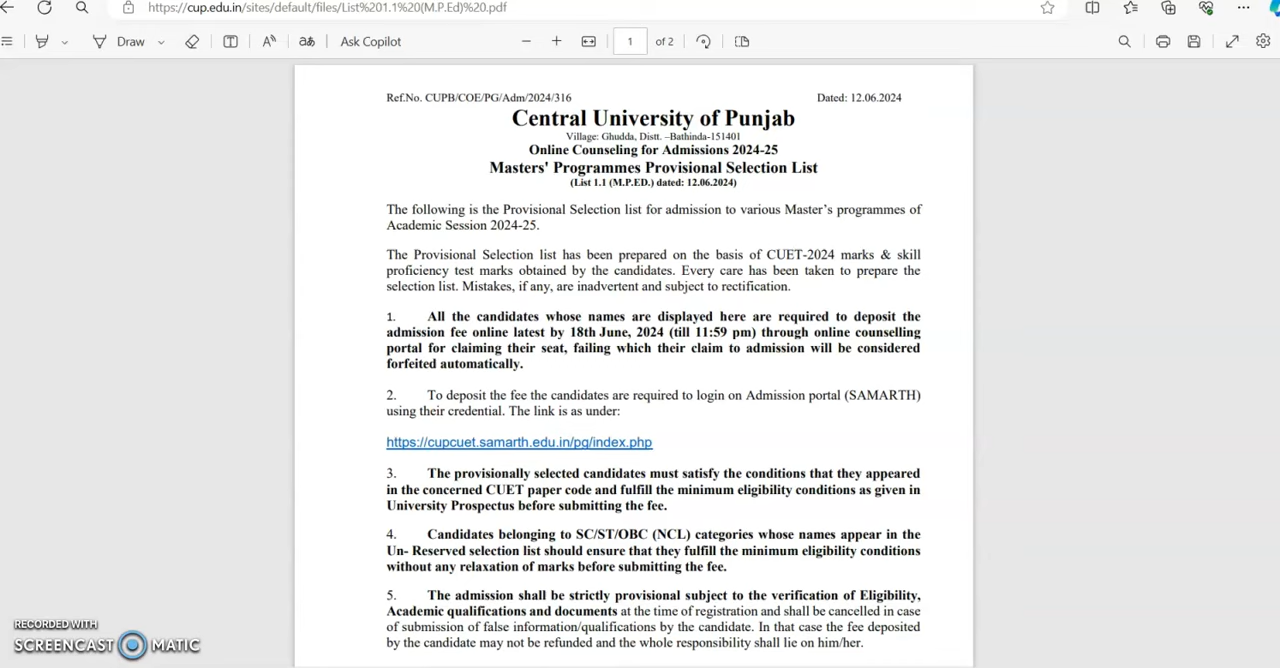 https://cup.edu.in/sites/default/files/List%201.1%20(M.P.Ed)%20.pdf
Draw
Ask Copilot
1 of 2
Ref.No. CUPB/COE/PG/Adm/2024/316 Dated: 12.06.2024
Central University of Punjab
Village: Ghudda, Distt. –Bathinda-151401
Online Counseling for Admissions 2024-25
Masters' Programmes Provisional Selection List
(List 1.1 (M.P.ED.) dated: 12.06.2024)
The following is the Provisional Selection list for admission to various Master's programmes of
Academic Session 2024-25.
The Provisional Selection list has been prepared on the basis of CUET-2024 marks & skill
proficiency test marks obtained by the candidates. Every care has been taken to prepare the
selection list. Mistakes, if any, are inadvertent and subject to rectification.
1. All the candidates whose names are displayed here are required to deposit the
admission fee online latest by 18th June, 2024 (till 11:59 pm) through online counselling
portal for claiming their seat, failing which their claim to admission will be considered
forfeited automatically.
2. To deposit the fee the candidates are required to login on Admission portal (SAMARTH)
using their credential. The link is as under:
https://cupcuet.samarth.edu.in/pg/index.php
3. The provisionally selected candidates must satisfy the conditions that they appeared
in the concerned CUET paper code and fulfill the minimum eligibility conditions as given in
University Prospectus before submitting the fee.
4. Candidates belonging to SC/ST/OBC (NCL) categories whose names appear in the
Un- Reserved selection list should ensure that they fulfill the minimum eligibility conditions
without any relaxation of marks before submitting the fee.
5. The admission shall be strictly provisional subject to the verification of Eligibility,
Academic qualifications and documents at the time of registration and shall be cancelled in case
of submission of false information/qualifications by the candidate. In that case the fee deposited
by the candidate may not be refunded and the whole responsibility shall lie on him/her.
RECORDED WITH
SCREENCAST MATIC